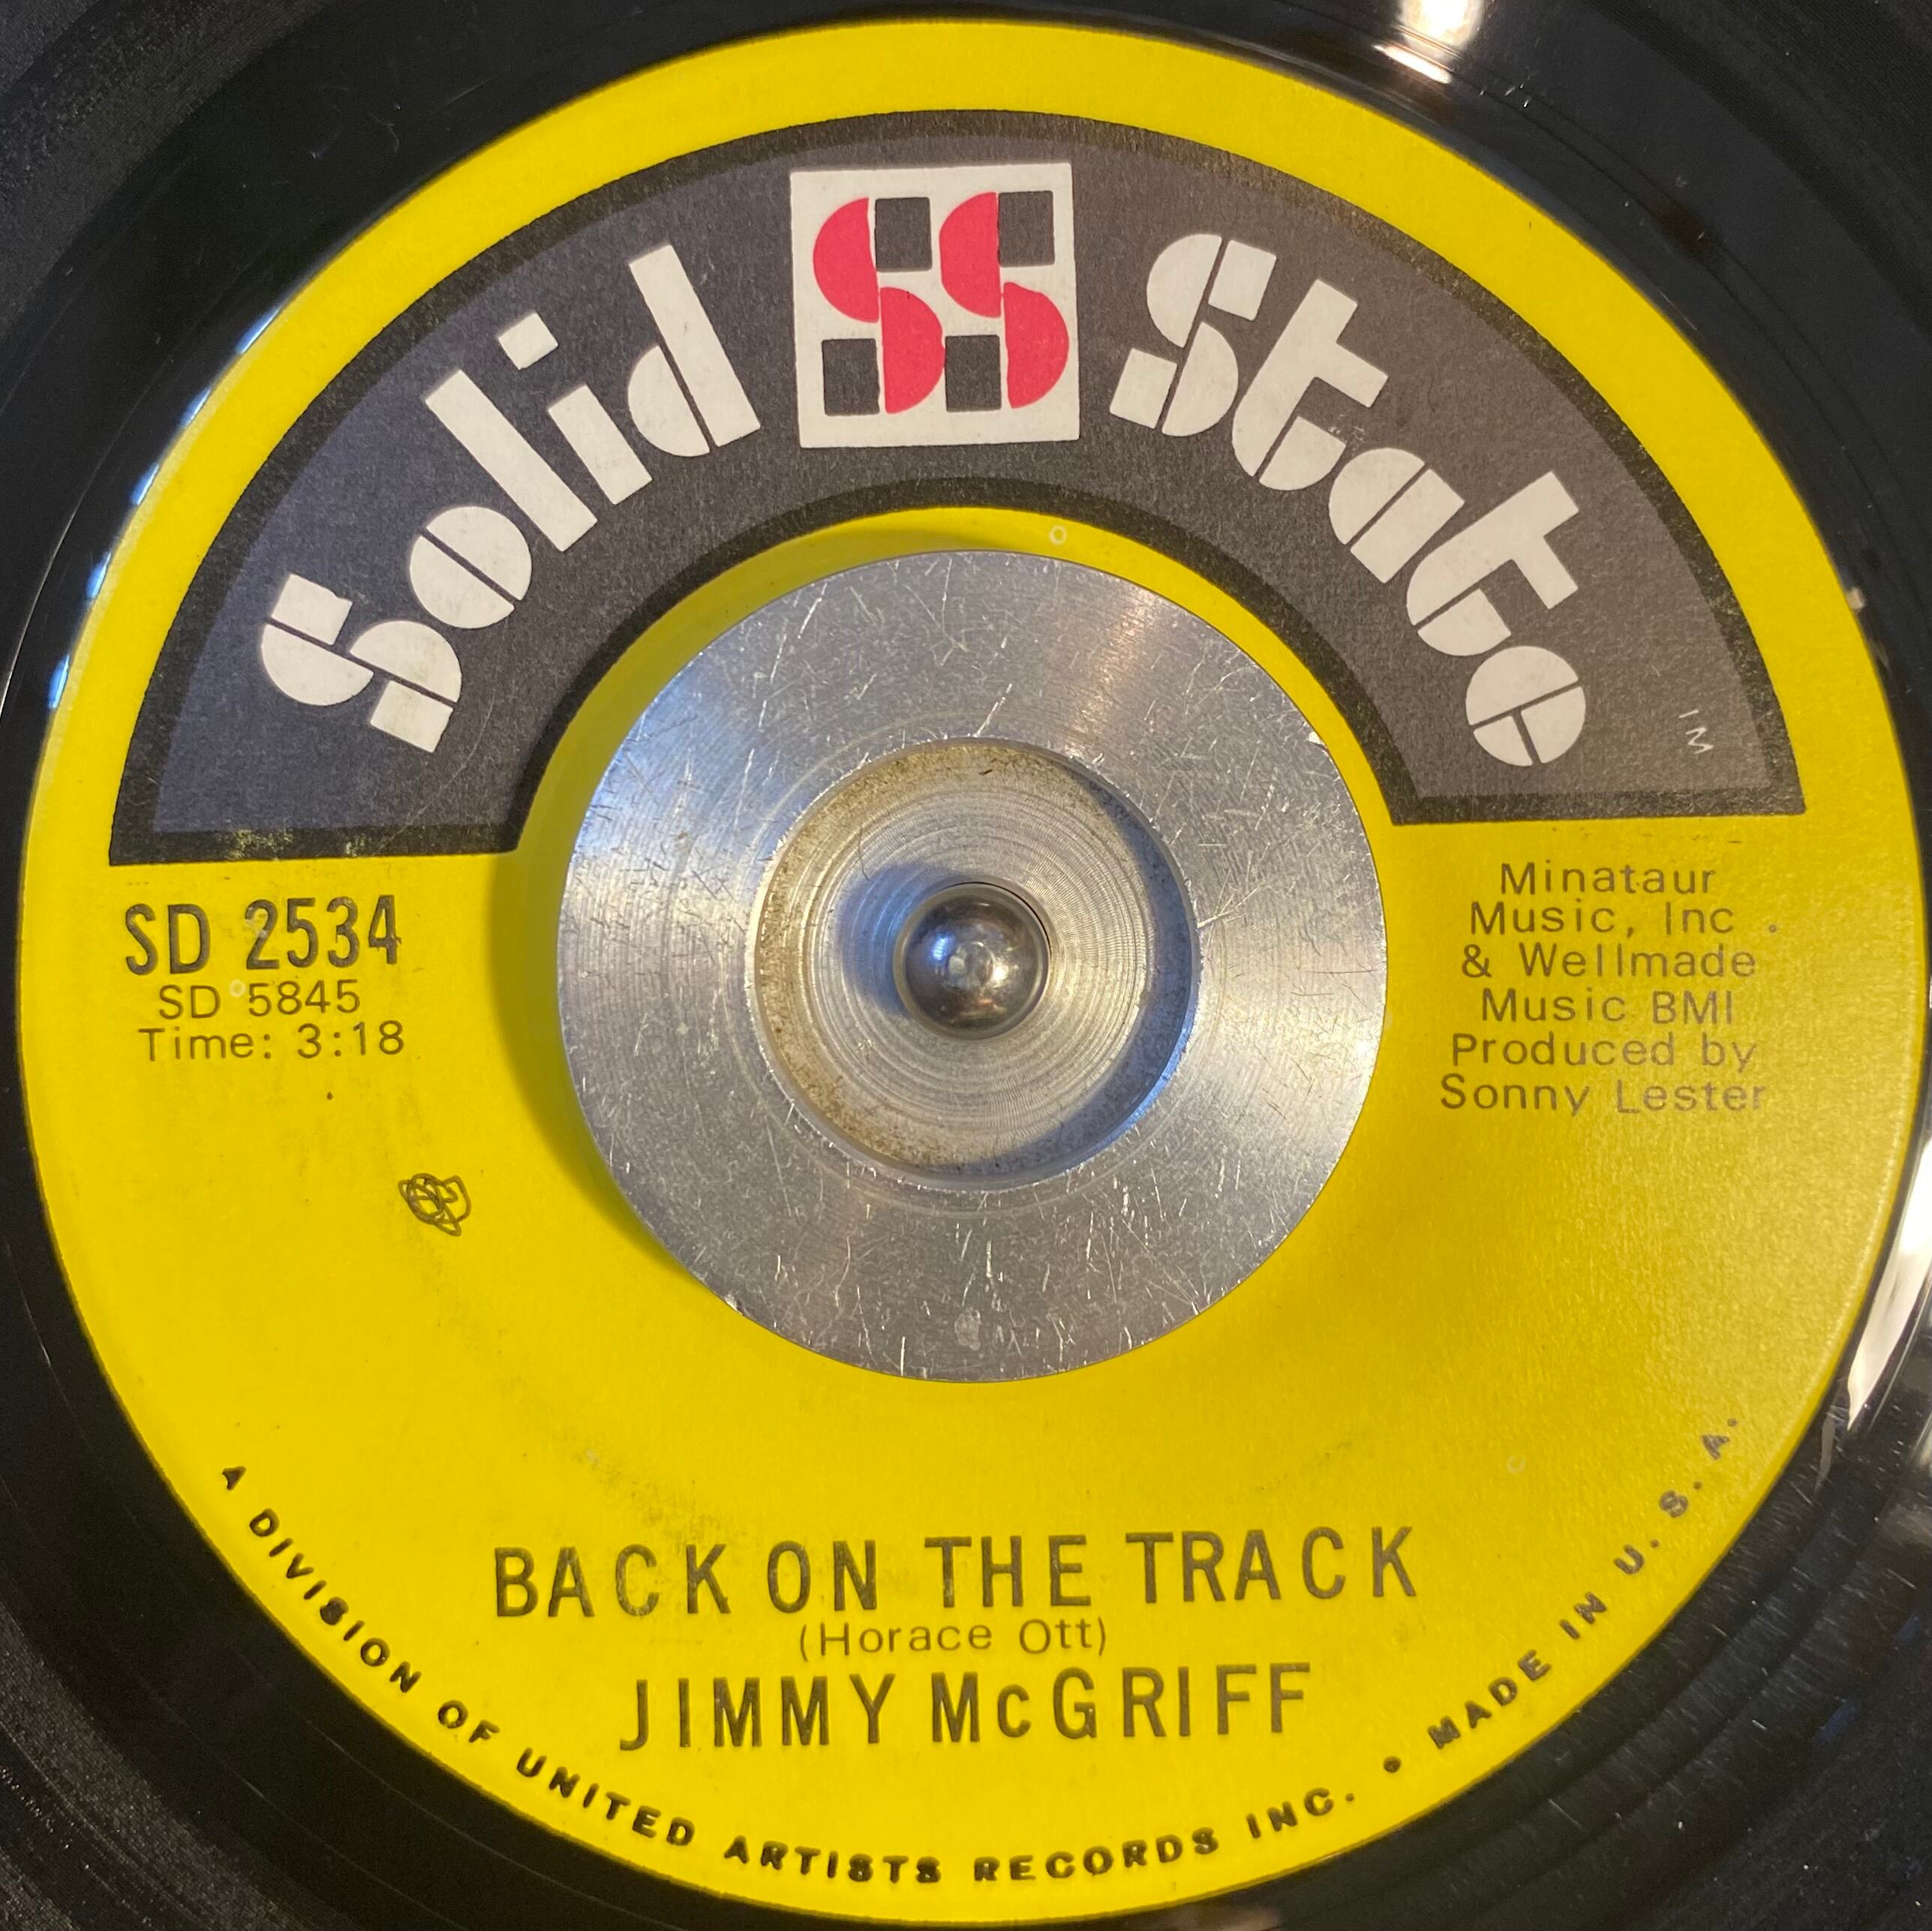 Solid SS State
TM
SD 2534
SD 5845
Time: 3:18
Minataur
Music, Inc.
& Wellmade
Music BMI
Produced by
Sonny Lester
BACK ON THE TRACK
(Horace Ott)
JIMMY McGRIFF
A DIVISION OF UNITED ARTISTS RECORDS INC. • MADE IN U.S.A.